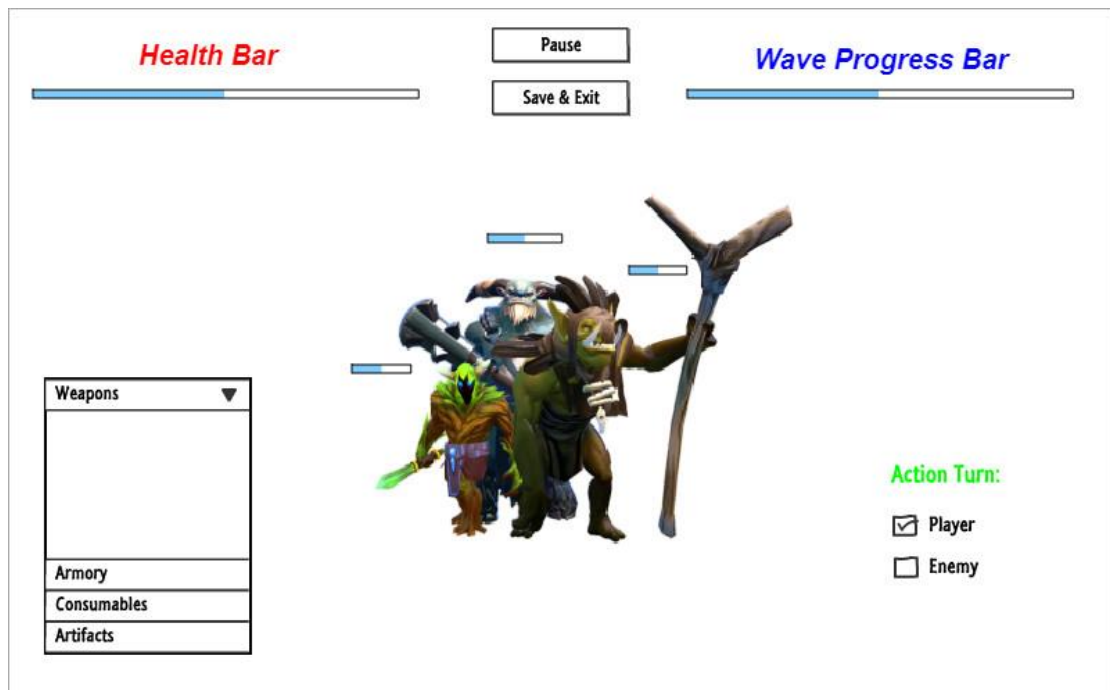 Health Bar
Pause
Save & Exit
Wave Progress Bar
Weapons
Armory
Consumables
Artifacts
Action Turn:
Player
Enemy